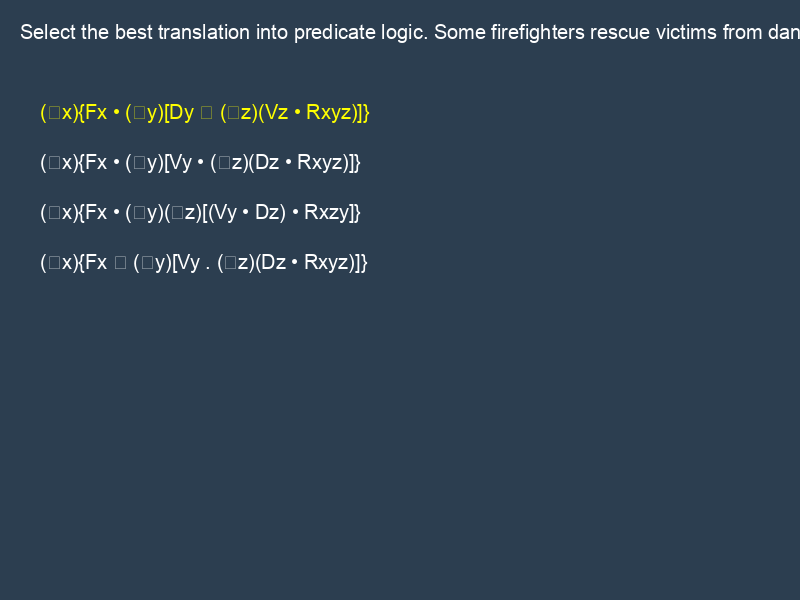 Select the best translation into predicate logic. Some firefighters rescue victims from
(□x){Fx • (□y)[Dy □ (□z)(Vz • Rxyz)]}
(□x){Fx • (□y)[Vy • (□z)(Dz • Rxyz)]}
(□x){Fx • (□y)(□z)[(Vy • Dz) • Rxzy]}
(□x){Fx □ (□y)[Vy . (□z)(Dz • Rxyz)]}